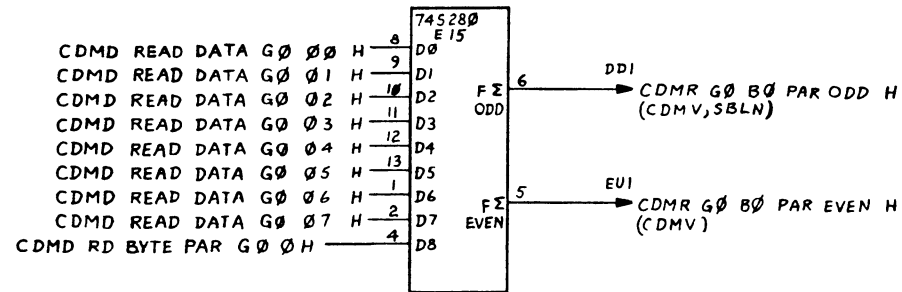 74S28Ø
E15
CDMD READ DATA GØ ØØ H 8 DØ
CDMD READ DATA GØ Ø1 H 9 D1
CDMD READ DATA GØ Ø2 H 1Ø D2
CDMD READ DATA GØ Ø3 H 11 D3
CDMD READ DATA GØ Ø4 H 12 D4
CDMD READ DATA GØ Ø5 H 13 D5
CDMD READ DATA GØ Ø6 H 1 D6
CDMD READ DATA GØ Ø7 H 2 D7
CDMD RD BYTE PAR GØ ØH 4 D8
FΣ
ODD
6
DD1
CDMR GØ BØ PAR ODD H
(CDMV,SBLN)
FΣ
EVEN
5
EU1
CDMR GØ BØ PAR EVEN H
(CDMV)